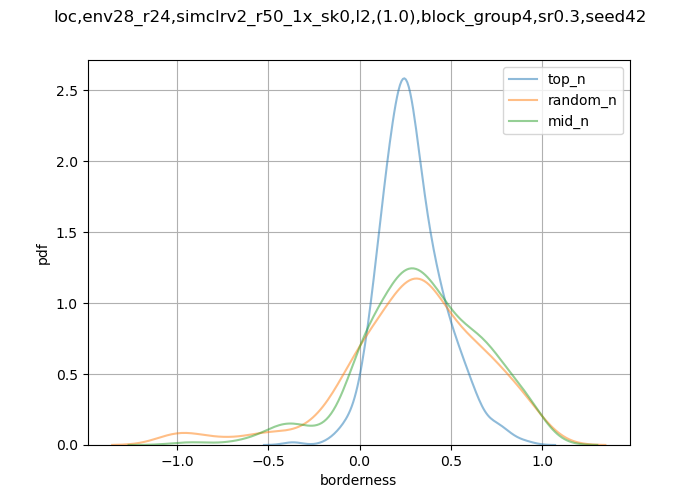 loc,env28_r24,simclrv2_r50_1x_sk0,l2,(1.0),block_group4,sr0.3,seed42
top_n
random_n
mid_n
2.5
2.0
1.5
1.0
0.5
0.0
pdf
−1.0 −0.5 0.0 0.5 1.0
borderness